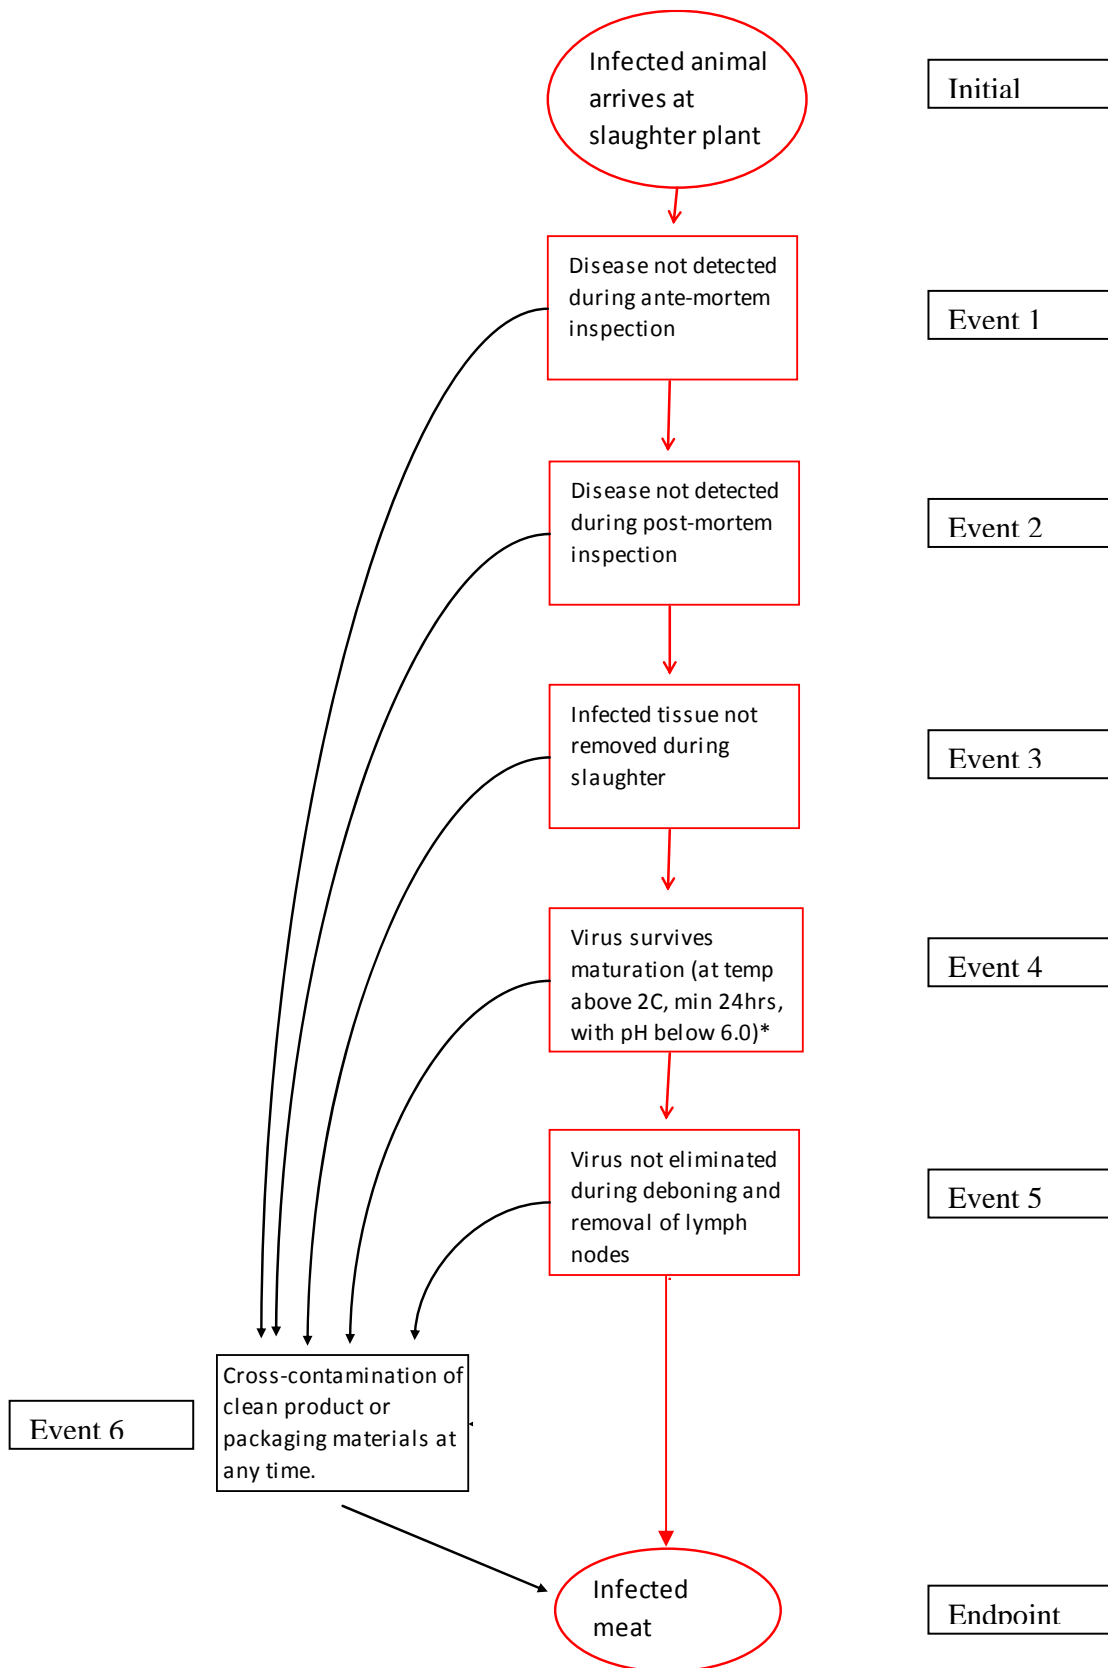 Infected animal
arrives at
slaughter plant
Initial
Disease not detected
during ante-mortem
inspection
Event 1
Disease not detected
during post-mortem
inspection
Event 2
Infected tissue not
removed during
slaughter
Event 3
Virus survives
maturation (at temp
above 2C, min 24hrs,
with pH below 6.0)*
Event 4
Virus not eliminated
during deboning and
removal of lymph
nodes
Event 5
Cross-contamination of
clean product or
packaging materials at
any time.
Event 6
Infected
meat
Endpoint